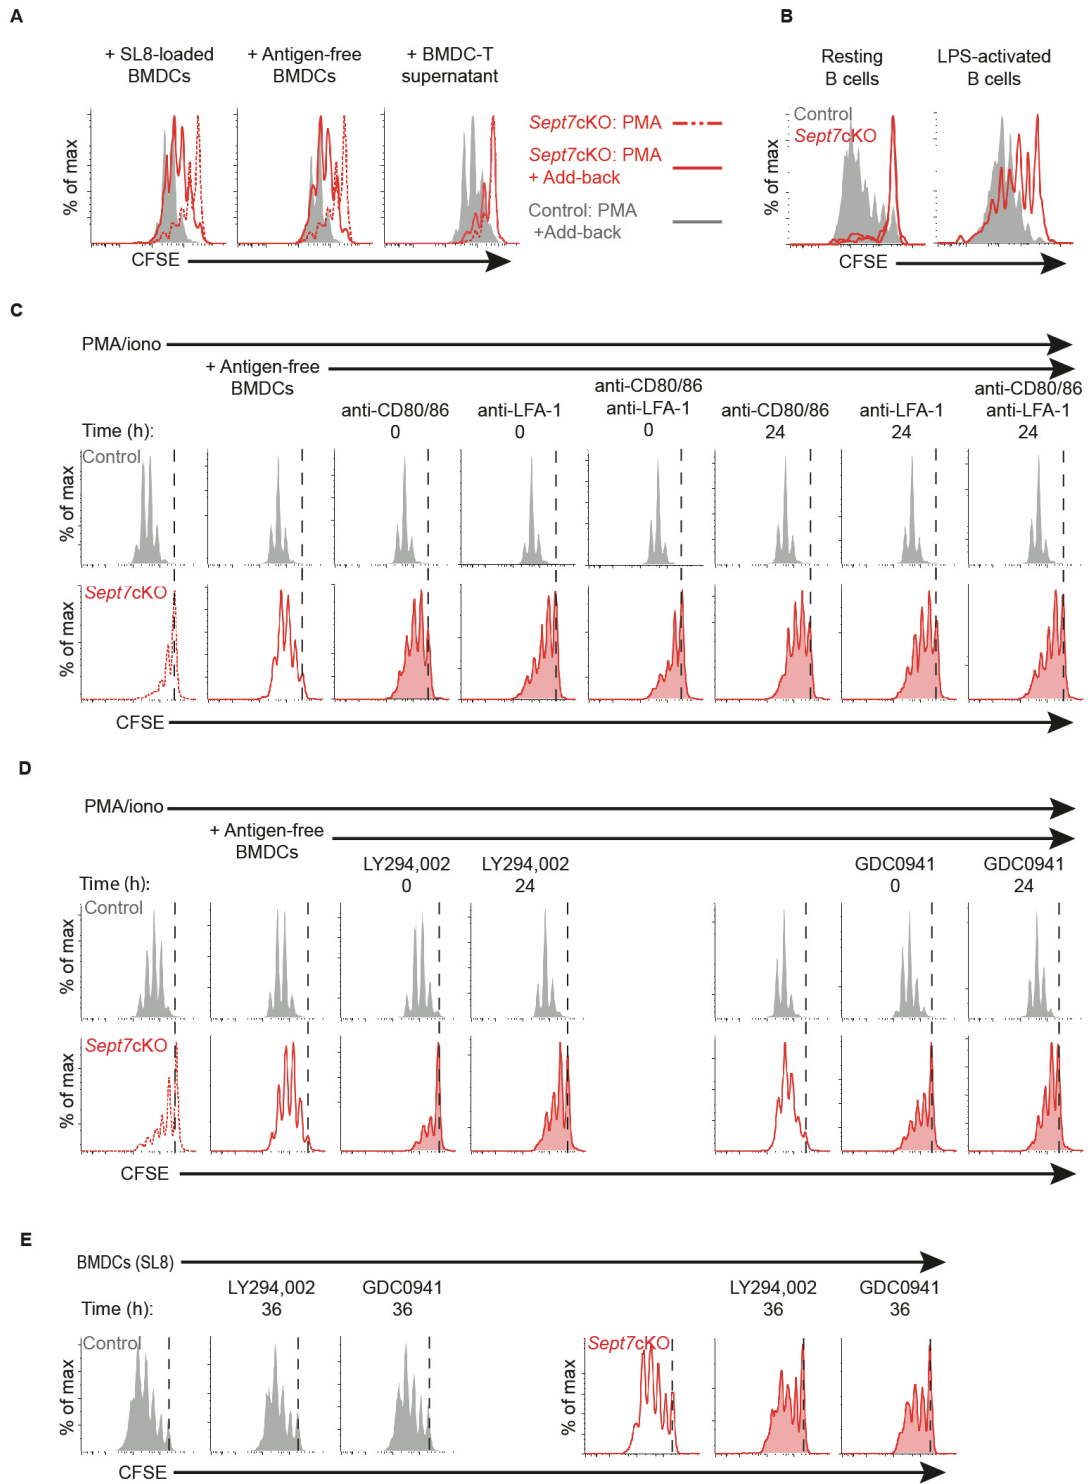 A
+ SL8-loaded
BMDCs
+ Antigen-free
BMDCs
+ BMDC-T
supernatant
% of max
CFSE
Sept7cKO: PMA
Sept7cKO: PMA
+ Add-back
Control: PMA
+Add-back
B
Resting
B cells
LPS-activated
B cells
Control
Sept7cKO
% of max
CFSE
C
PMA/iono
+ Antigen-free
BMDCs
anti-CD80/86
anti-LFA-1
anti-CD80/86
anti-LFA-1
anti-CD80/86
anti-LFA-1
anti-CD80/86
anti-LFA-1
Time (h):
0
0
0
24
24
24
Control
% of max
Sept7cKO
% of max
CFSE
D
PMA/iono
+ Antigen-free
BMDCs
LY294,002
LY294,002
GDC0941
GDC0941
Time (h):
0
24
0
24
Control
% of max
Sept7cKO
% of max
CFSE
E
BMDCs (SL8)
LY294,002
GDC0941
LY294,002
GDC0941
Time (h):
36
36
36
36
Control
% of max
Sept7cKO
% of max
CFSE